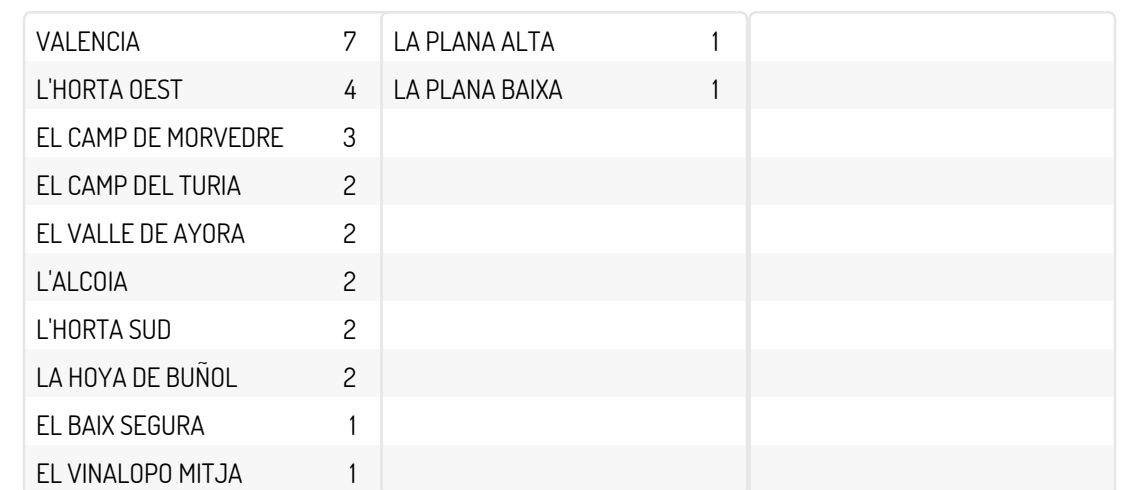 VALENCIA 7
L'HORTA OEST 4
EL CAMP DE MORVEDRE 3
EL CAMP DEL TURIA 2
EL VALLE DE AYORA 2
L'ALCOIA 2
L'HORTA SUD 2
LA HOYA DE BUÑOL 2
EL BAIX SEGURA 1
EL VINALOPO MITJA 1
LA PLANA ALTA 1
LA PLANA BAIXA 1